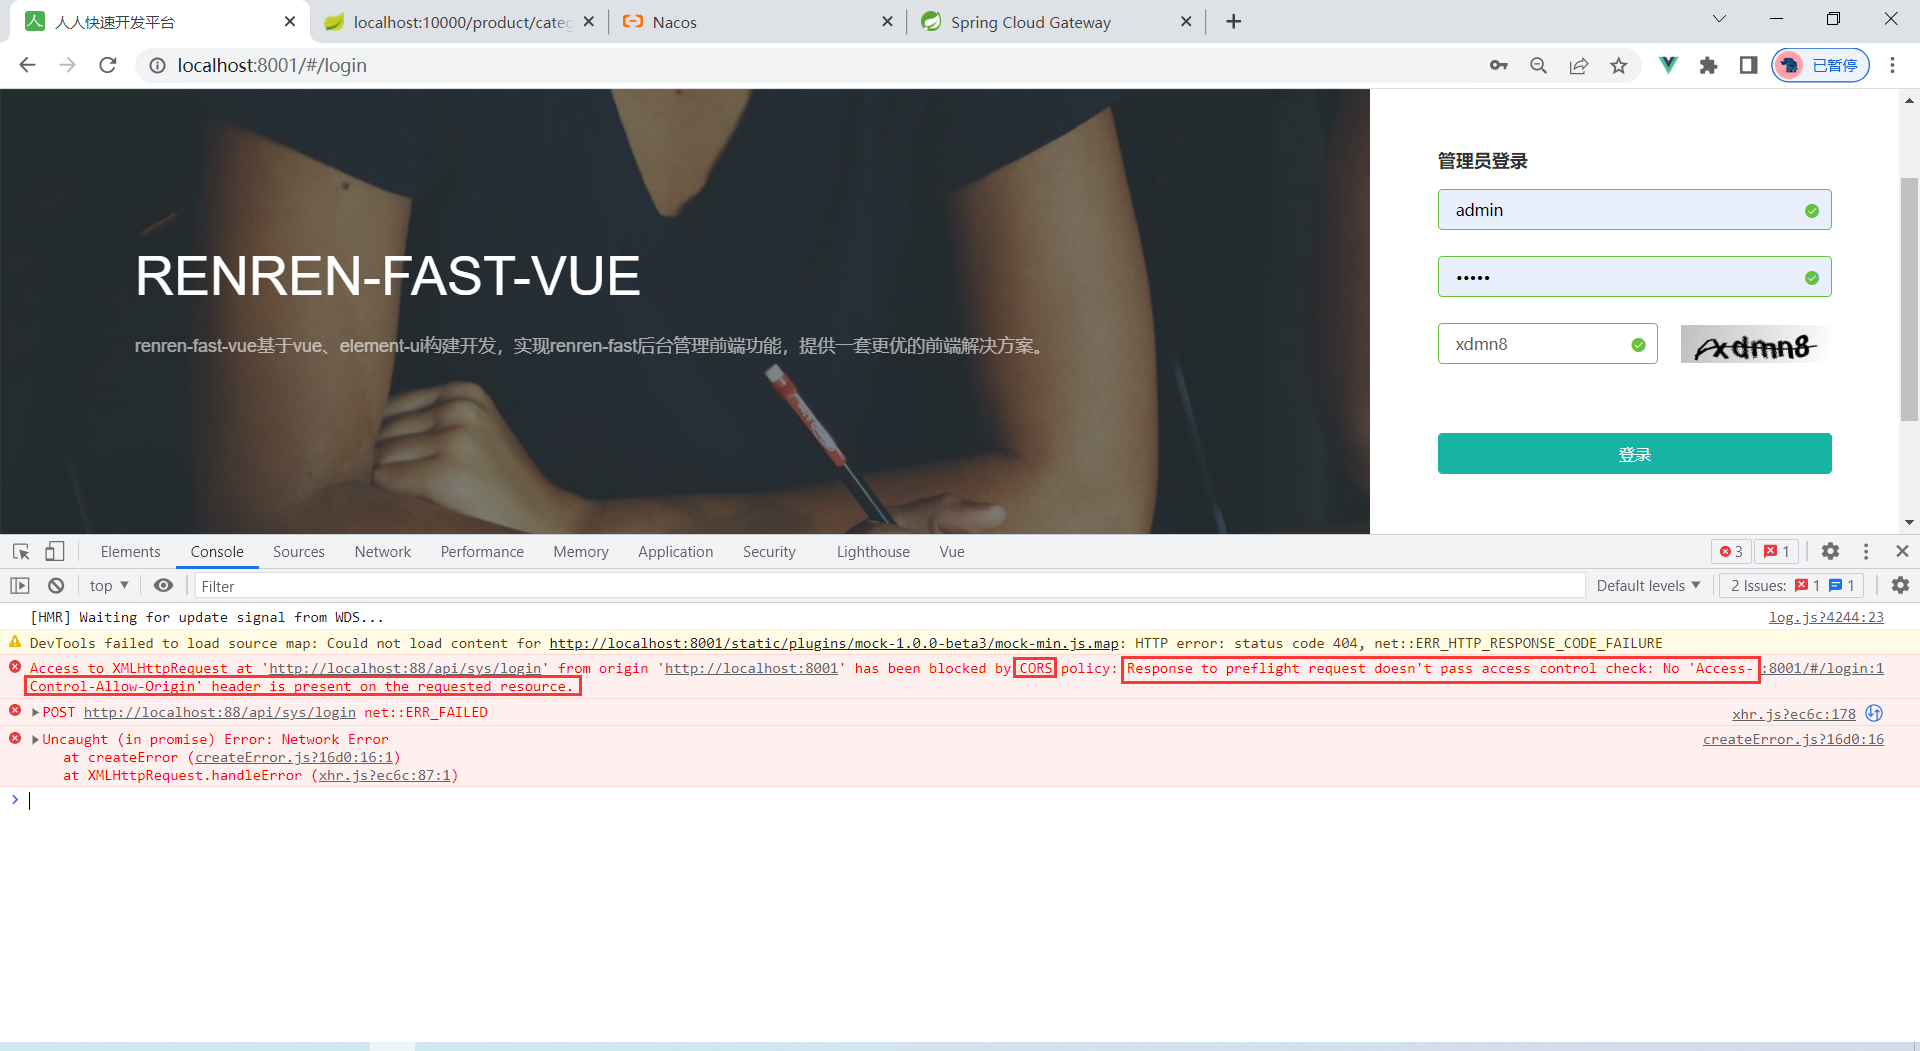 人人快速开发平台
localhost:10000/product/cate
Nacos
Spring Cloud Gateway
localhost:8001/#/login
已暂停
RENREN-FAST-VUE
renren-fast-vue基于vue、element-ui构建开发，实现renren-fast后台管理前端功能，提供一套更优的前端解决方案。
管理员登录
admin
•••••
xdmn8
xdmn8
登录
Elements Console Sources Network Performance Memory Application Security Lighthouse Vue
3 1
top
Filter
Default levels
2 Issues: 1 1
[HMR] Waiting for update signal from WDS... log.js?4244:23
DevTools failed to load source map: Could not load content for http://localhost:8001/static/plugins/mock-1.0.0-beta3/mock-min.js.map: HTTP error: status code 404, net::ERR_HTTP_RESPONSE_CODE_FAILURE
Access to XMLHttpRequest at 'http://localhost:88/api/sys/login' from origin 'http://localhost:8001' has been blocked by CORS policy: Response to preflight request doesn't pass access control check: No 'Access- :8001/#/login:1
Control-Allow-Origin' header is present on the requested resource.
POST http://localhost:88/api/sys/login net::ERR_FAILED xhr.js?ec6c:178
Uncaught (in promise) Error: Network Error createError.js?16d0:16
at createError (createError.js?16d0:16:1)
at XMLHttpRequest.handleError (xhr.js?ec6c:87:1)